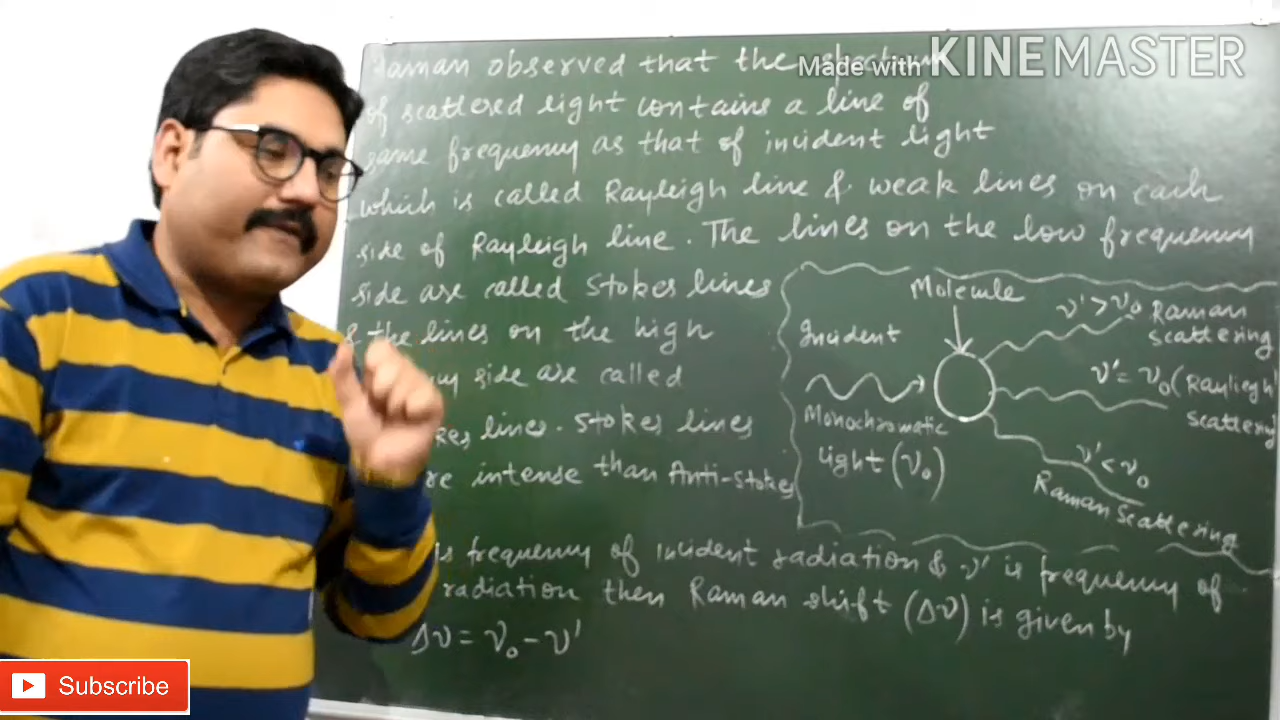 Raman observed that the spectrum
of scattered light contains a line of
same frequency as that of incident light
which is called Rayleigh line & weak lines on each
side of Rayleigh line. The lines on the low frequency
side are called Stokes lines
& the lines on the high
side are called
lines. Stokes lines
intense than Anti-Stokes
is frequency of incident radiation & ν' is frequency of
radiation then Raman shift (Δν) is given by
Δν = ν₀ - ν'
Molecule
Incident
Monochromatic
light (ν₀)
ν' > ν₀ Raman
scattering
ν' = ν₀ (Rayliegh
scattering
ν' < ν₀
Raman Scattering
Made with KINEMASTER
Subscribe